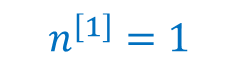 n^[1] = 1